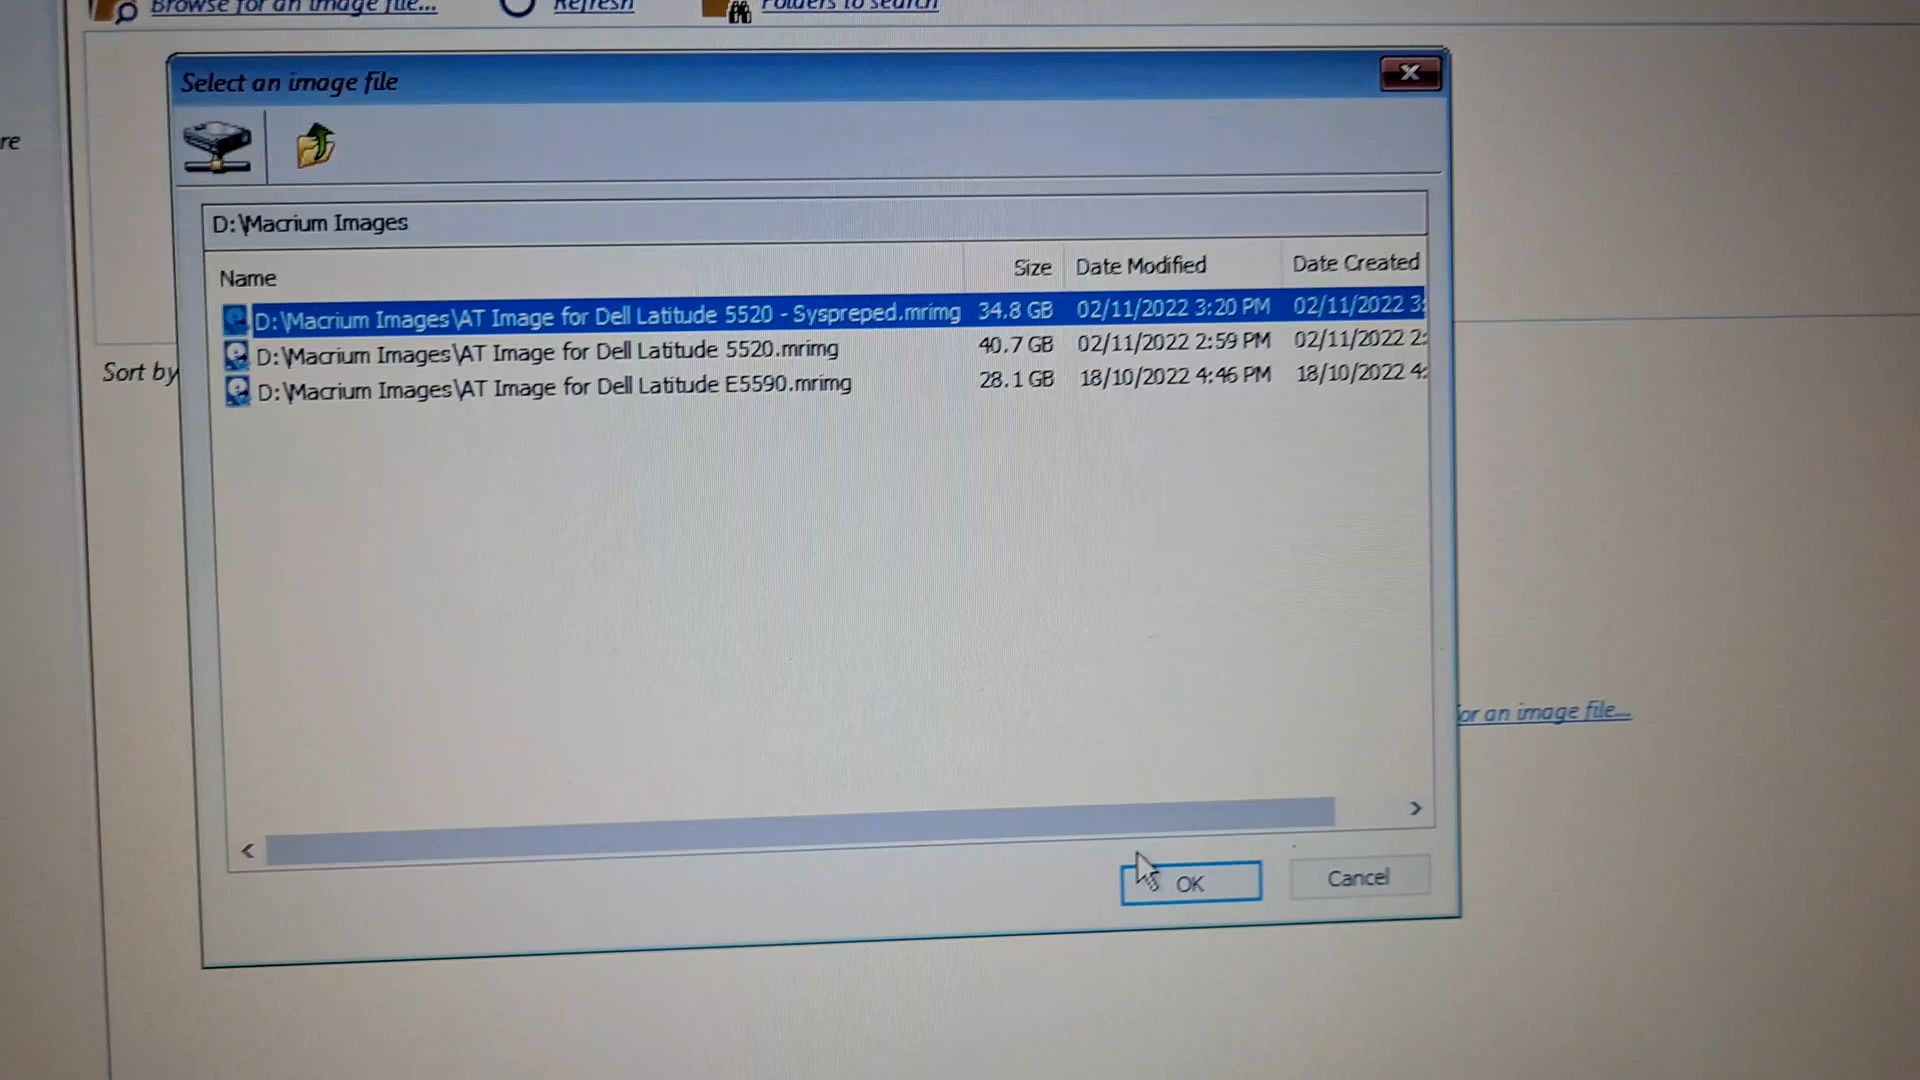 Browse for an image file...
Refresh
Folders to search
Select an image file
re
D:\Macrium Images
Name Size Date Modified Date Created
D:\Macrium Images\AT Image for Dell Latitude 5520 - Syspreped.mrimg 34.8 GB 02/11/2022 3:20 PM 02/11/2022 3:
D:\Macrium Images\AT Image for Dell Latitude 5520.mrimg 40.7 GB 02/11/2022 2:59 PM 02/11/2022 2:
D:\Macrium Images\AT Image for Dell Latitude E5590.mrimg 28.1 GB 18/10/2022 4:46 PM 18/10/2022 4:
Sort by
for an image file...
OK
Cancel